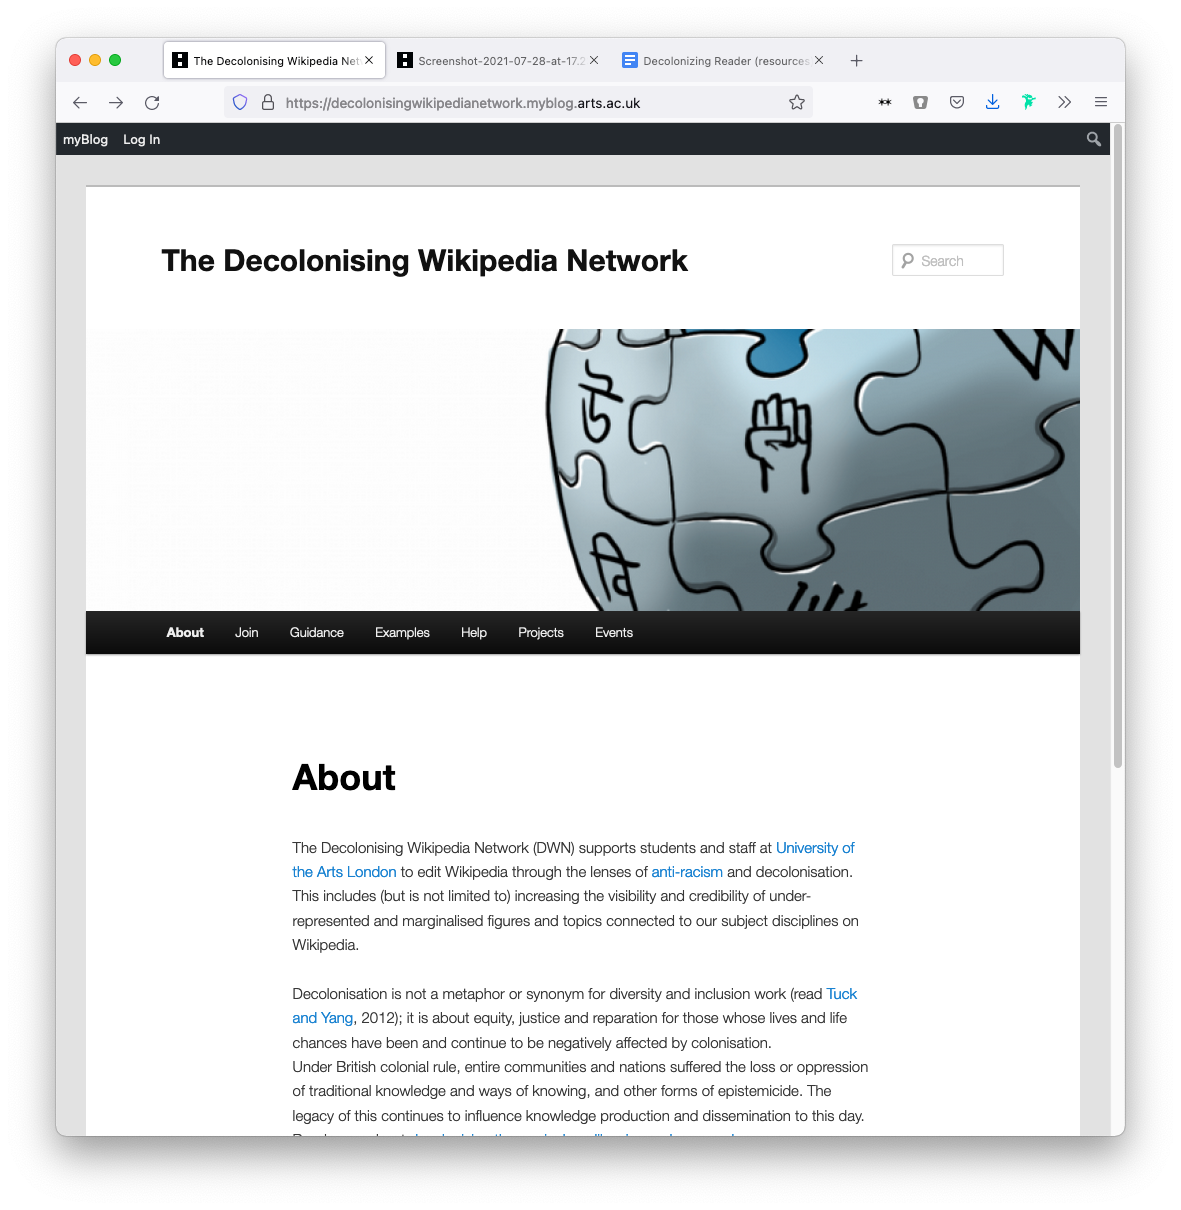 The Decolonising Wikipedia Net
Screenshot-2021-07-28-at-17.2
Decolonizing Reader (resources
https://decolonisingwikipedianetwork.myblog.arts.ac.uk
myBlog Log In
The Decolonising Wikipedia Network
Search
W
About Join Guidance Examples Help Projects Events
About
The Decolonising Wikipedia Network (DWN) supports students and staff at University of
the Arts London to edit Wikipedia through the lenses of anti-racism and decolonisation.
This includes (but is not limited to) increasing the visibility and credibility of under-
represented and marginalised figures and topics connected to our subject disciplines on
Wikipedia.
Decolonisation is not a metaphor or synonym for diversity and inclusion work (read Tuck
and Yang, 2012); it is about equity, justice and reparation for those whose lives and life
chances have been and continue to be negatively affected by colonisation.
Under British colonial rule, entire communities and nations suffered the loss or oppression
of traditional knowledge and ways of knowing, and other forms of epistemicide. The
legacy of this continues to influence knowledge production and dissemination to this day.